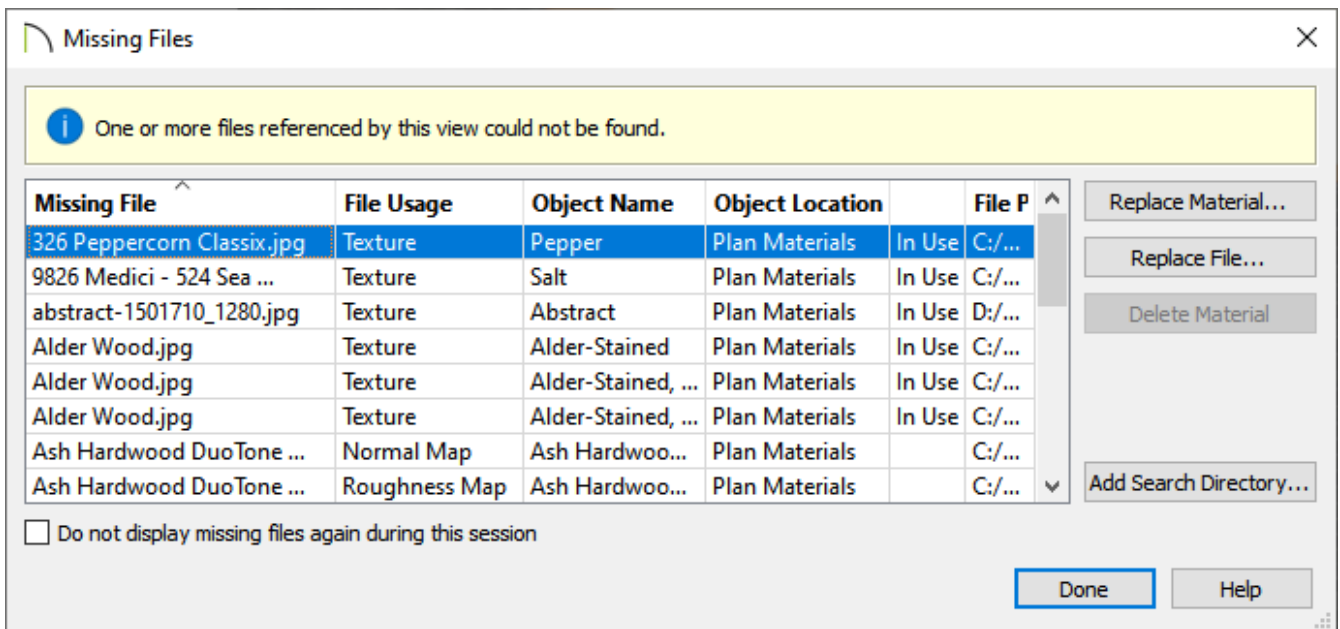 Missing Files
One or more files referenced by this view could not be found.
Missing File File Usage Object Name Object Location File P
326 Peppercorn Classix.jpg Texture Pepper Plan Materials In Use C:/...
9826 Medici - 524 Sea ... Texture Salt Plan Materials In Use C:/...
abstract-1501710_1280.jpg Texture Abstract Plan Materials In Use D:/...
Alder Wood.jpg Texture Alder-Stained Plan Materials In Use C:/...
Alder Wood.jpg Texture Alder-Stained, ... Plan Materials In Use C:/...
Alder Wood.jpg Texture Alder-Stained, ... Plan Materials In Use C:/...
Ash Hardwood DuoTone ... Normal Map Ash Hardwoo... Plan Materials C:/...
Ash Hardwood DuoTone ... Roughness Map Ash Hardwoo... Plan Materials C:/...
Replace Material...
Replace File...
Delete Material
Add Search Directory...
Do not display missing files again during this session
Done Help